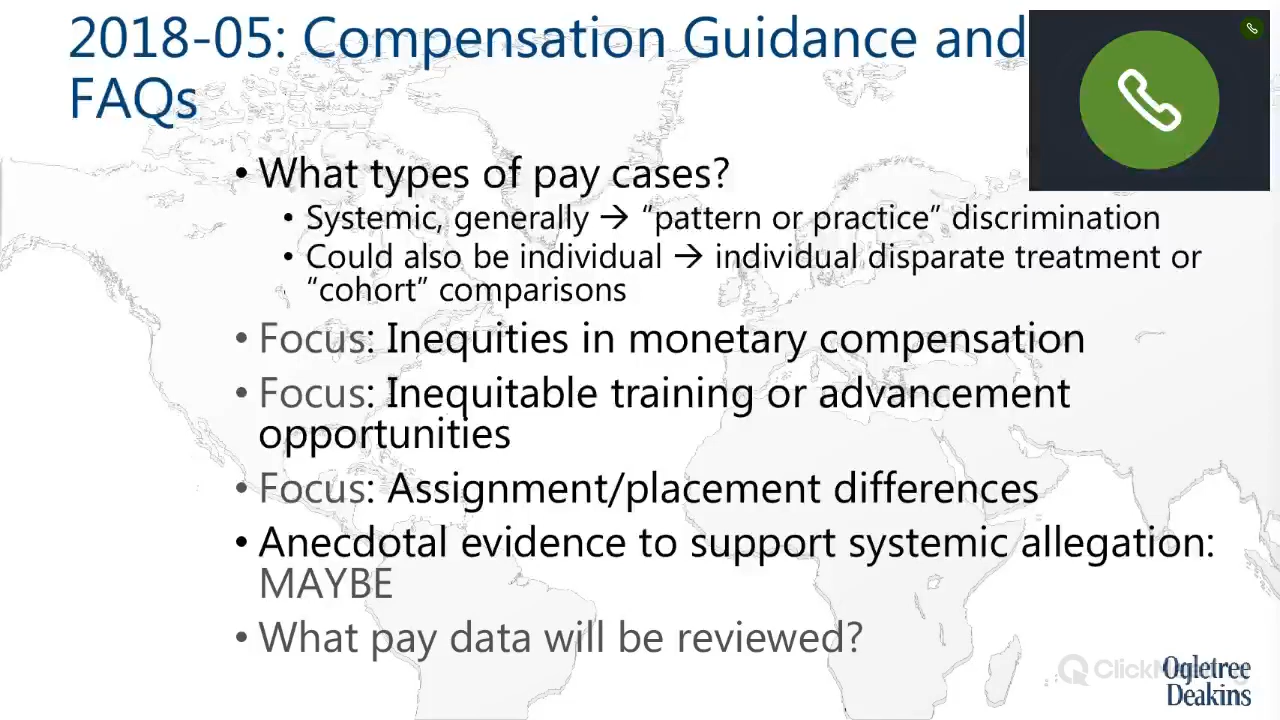 2018-05: Compensation Guidance and
FAQs
• What types of pay cases?
• Systemic, generally → “pattern or practice” discrimination
• Could also be individual → individual disparate treatment or
“cohort” comparisons
• Focus: Inequities in monetary compensation
• Focus: Inequitable training or advancement
opportunities
• Focus: Assignment/placement differences
• Anecdotal evidence to support systemic allegation:
MAYBE
• What pay data will be reviewed?
Ogletree
Deakins